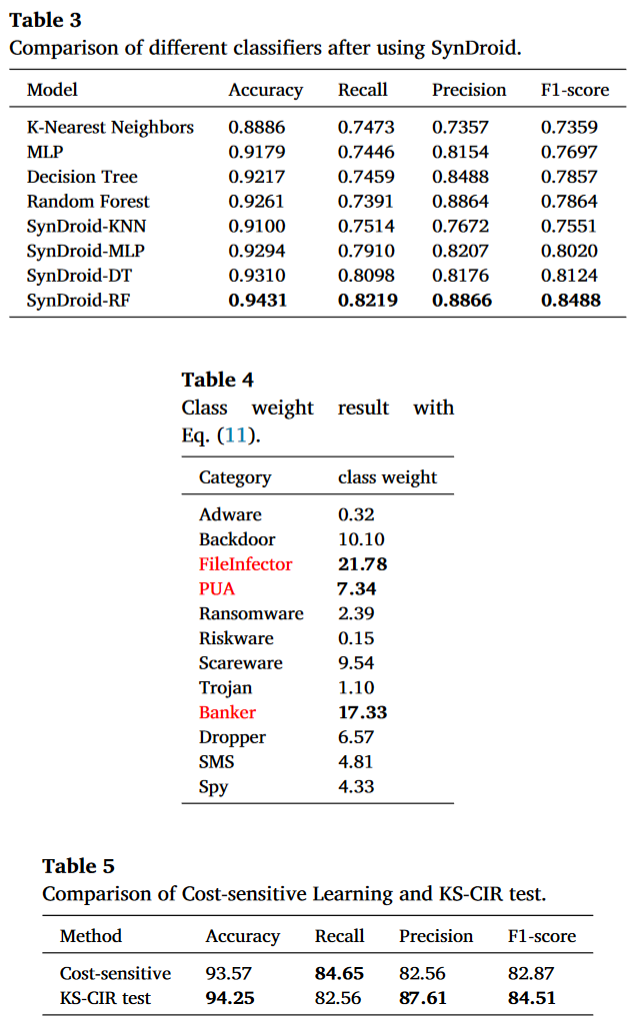 Table 3
Comparison of different classifiers after using SynDroid.
Model Accuracy Recall Precision F1-score
K-Nearest Neighbors 0.8886 0.7473 0.7357 0.7359
MLP 0.9179 0.7446 0.8154 0.7697
Decision Tree 0.9217 0.7459 0.8488 0.7857
Random Forest 0.9261 0.7391 0.8864 0.7864
SynDroid-KNN 0.9100 0.7514 0.7672 0.7551
SynDroid-MLP 0.9294 0.7910 0.8207 0.8020
SynDroid-DT 0.9310 0.8098 0.8176 0.8124
SynDroid-RF 0.9431 0.8219 0.8866 0.8488
Table 4
Class weight result with
Eq. (11).
Category class weight
Adware 0.32
Backdoor 10.10
FileInfector 21.78
PUA 7.34
Ransomware 2.39
Riskware 0.15
Scareware 9.54
Trojan 1.10
Banker 17.33
Dropper 6.57
SMS 4.81
Spy 4.33
Table 5
Comparison of Cost-sensitive Learning and KS-CIR test.
Method Accuracy Recall Precision F1-score
Cost-sensitive 93.57 84.65 82.56 82.87
KS-CIR test 94.25 82.56 87.61 84.51